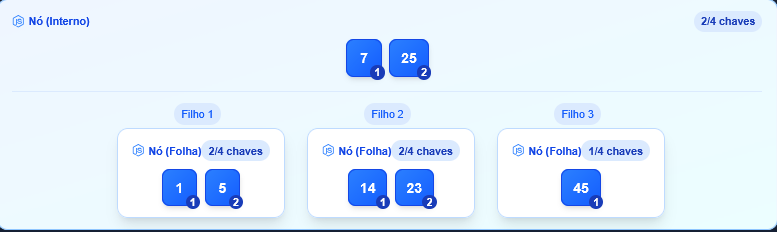 Nó (Interno) 2/4 chaves
7 1 25 2
Filho 1 Filho 2 Filho 3
Nó (Folha) 2/4 chaves Nó (Folha) 2/4 chaves Nó (Folha) 1/4 chaves
1 1 5 2 14 1 23 2 45 1